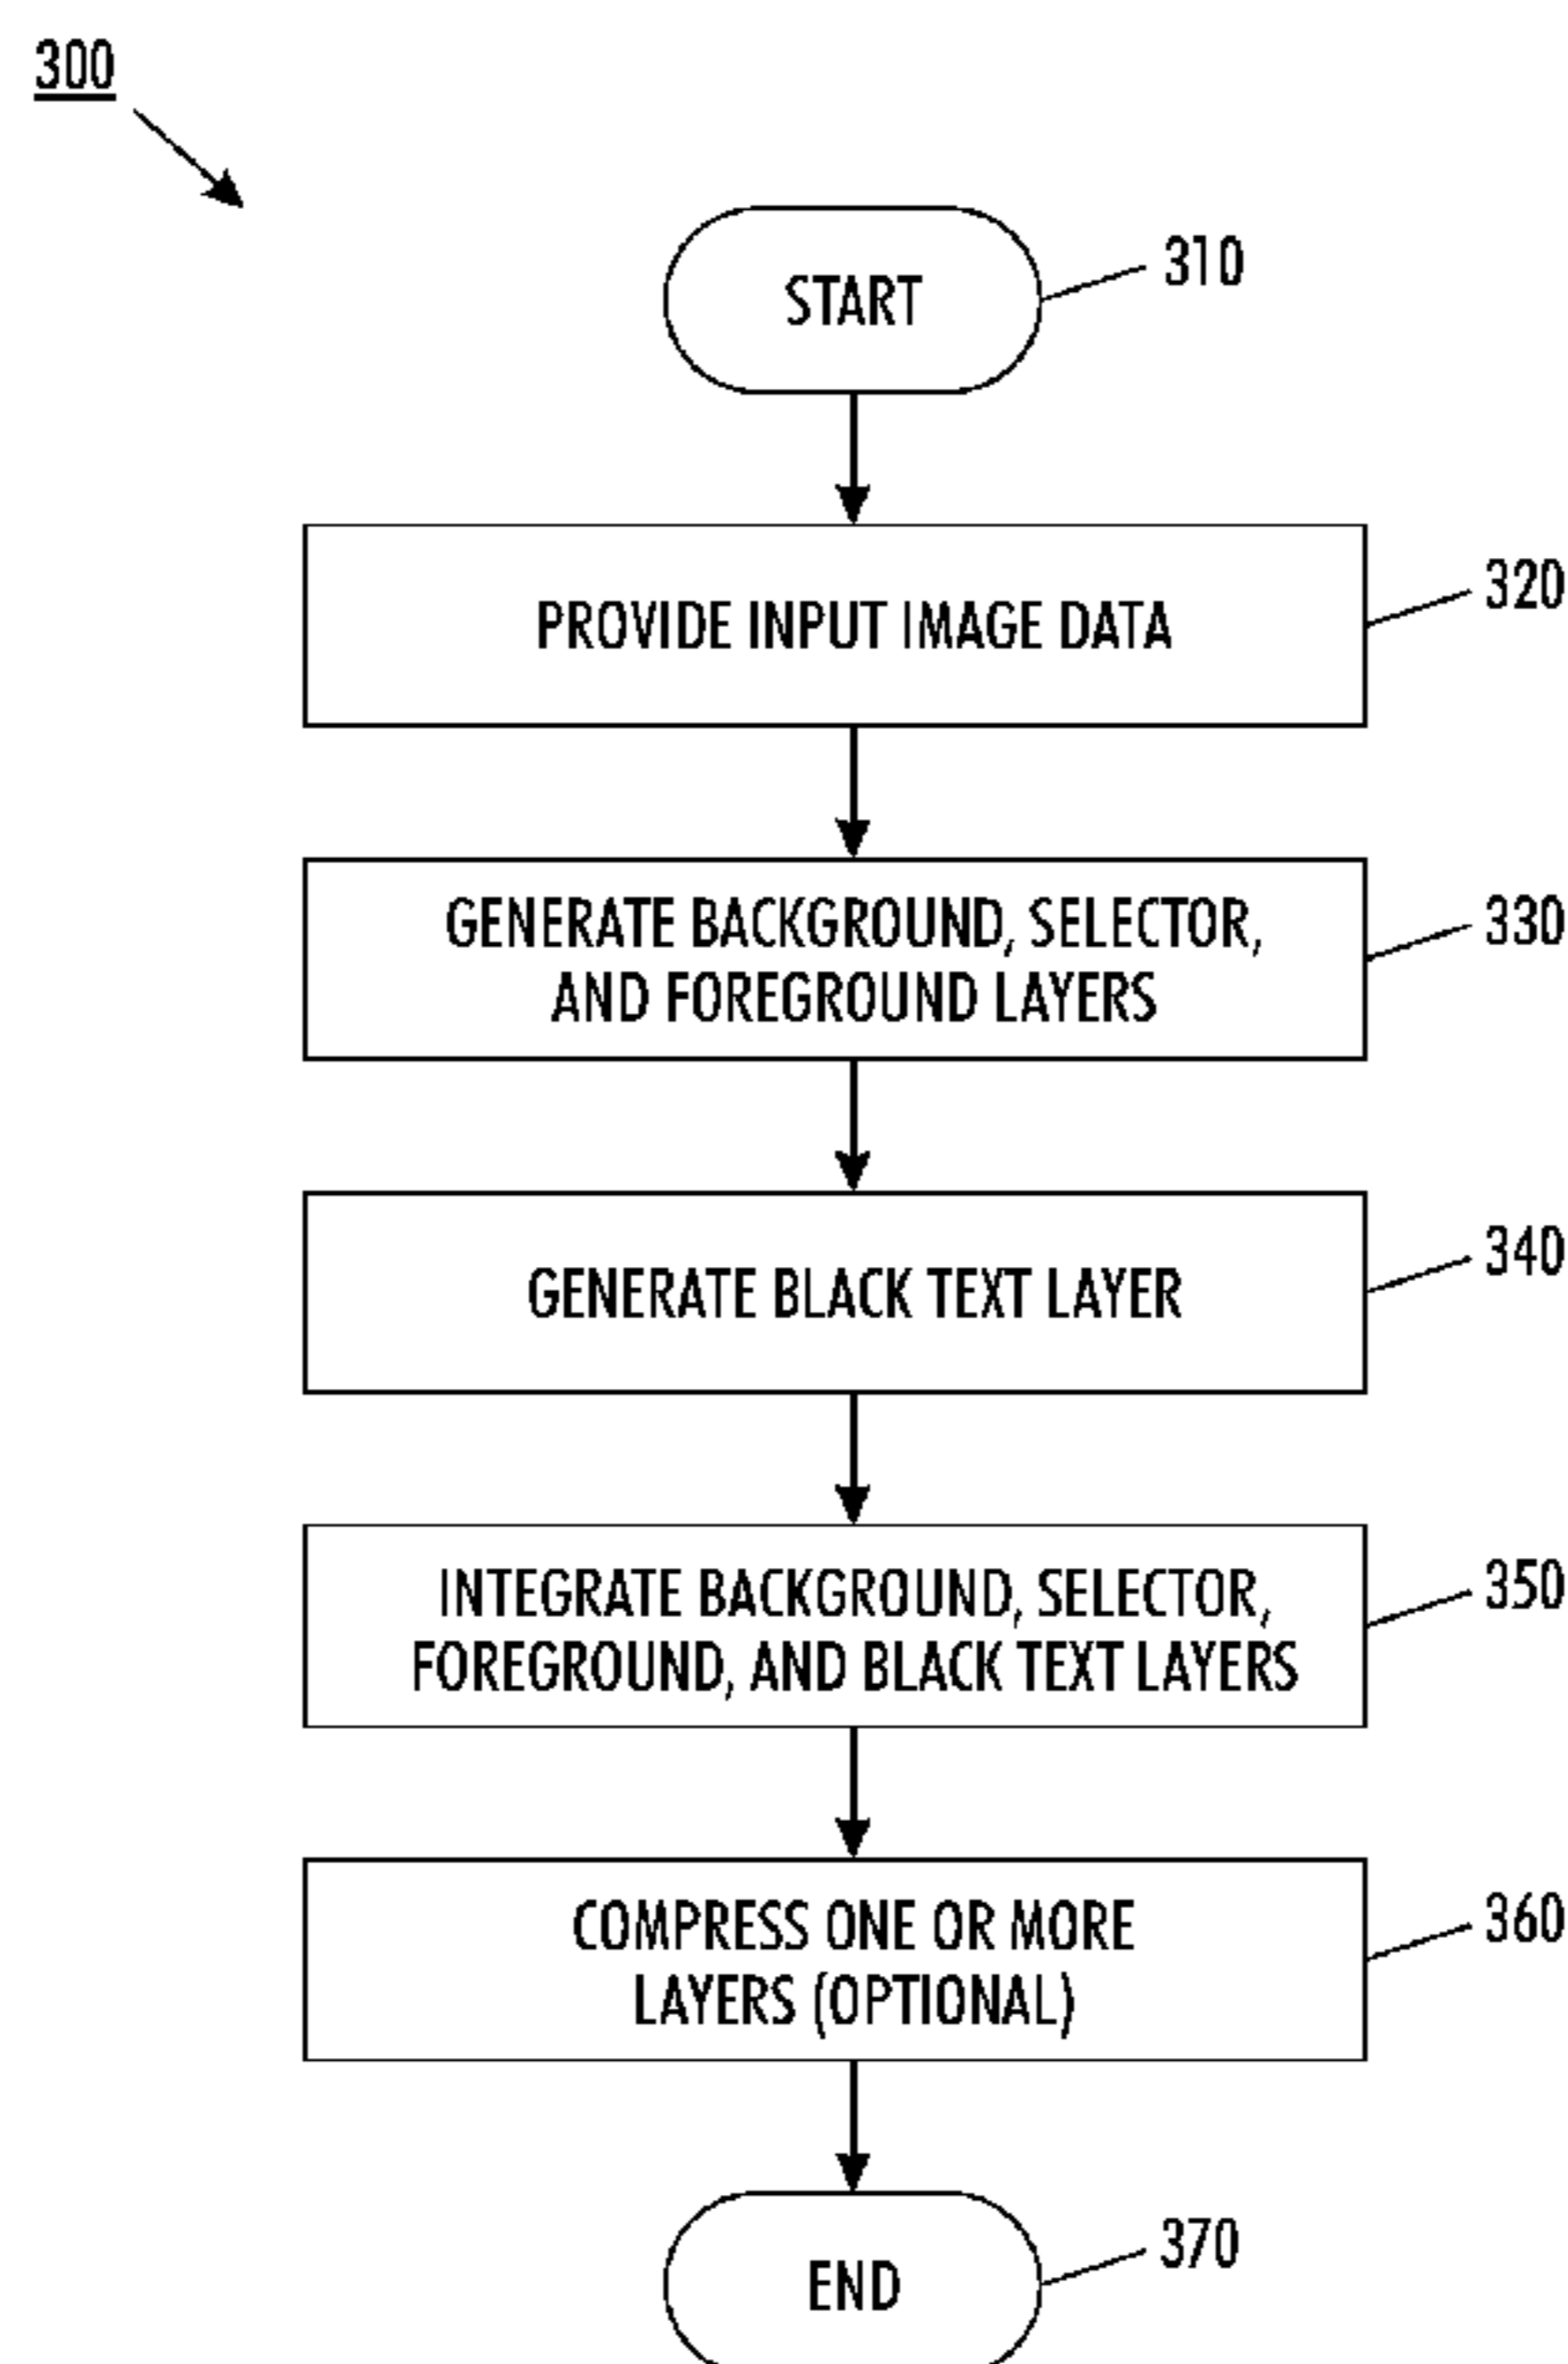 300
START
310
PROVIDE INPUT IMAGE DATA
320
GENERATE BACKGROUND, SELECTOR,
AND FOREGROUND LAYERS
330
GENERATE BLACK TEXT LAYER
340
INTEGRATE BACKGROUND, SELECTOR,
FOREGROUND, AND BLACK TEXT LAYERS
350
COMPRESS ONE OR MORE
LAYERS (OPTIONAL)
360
END
370